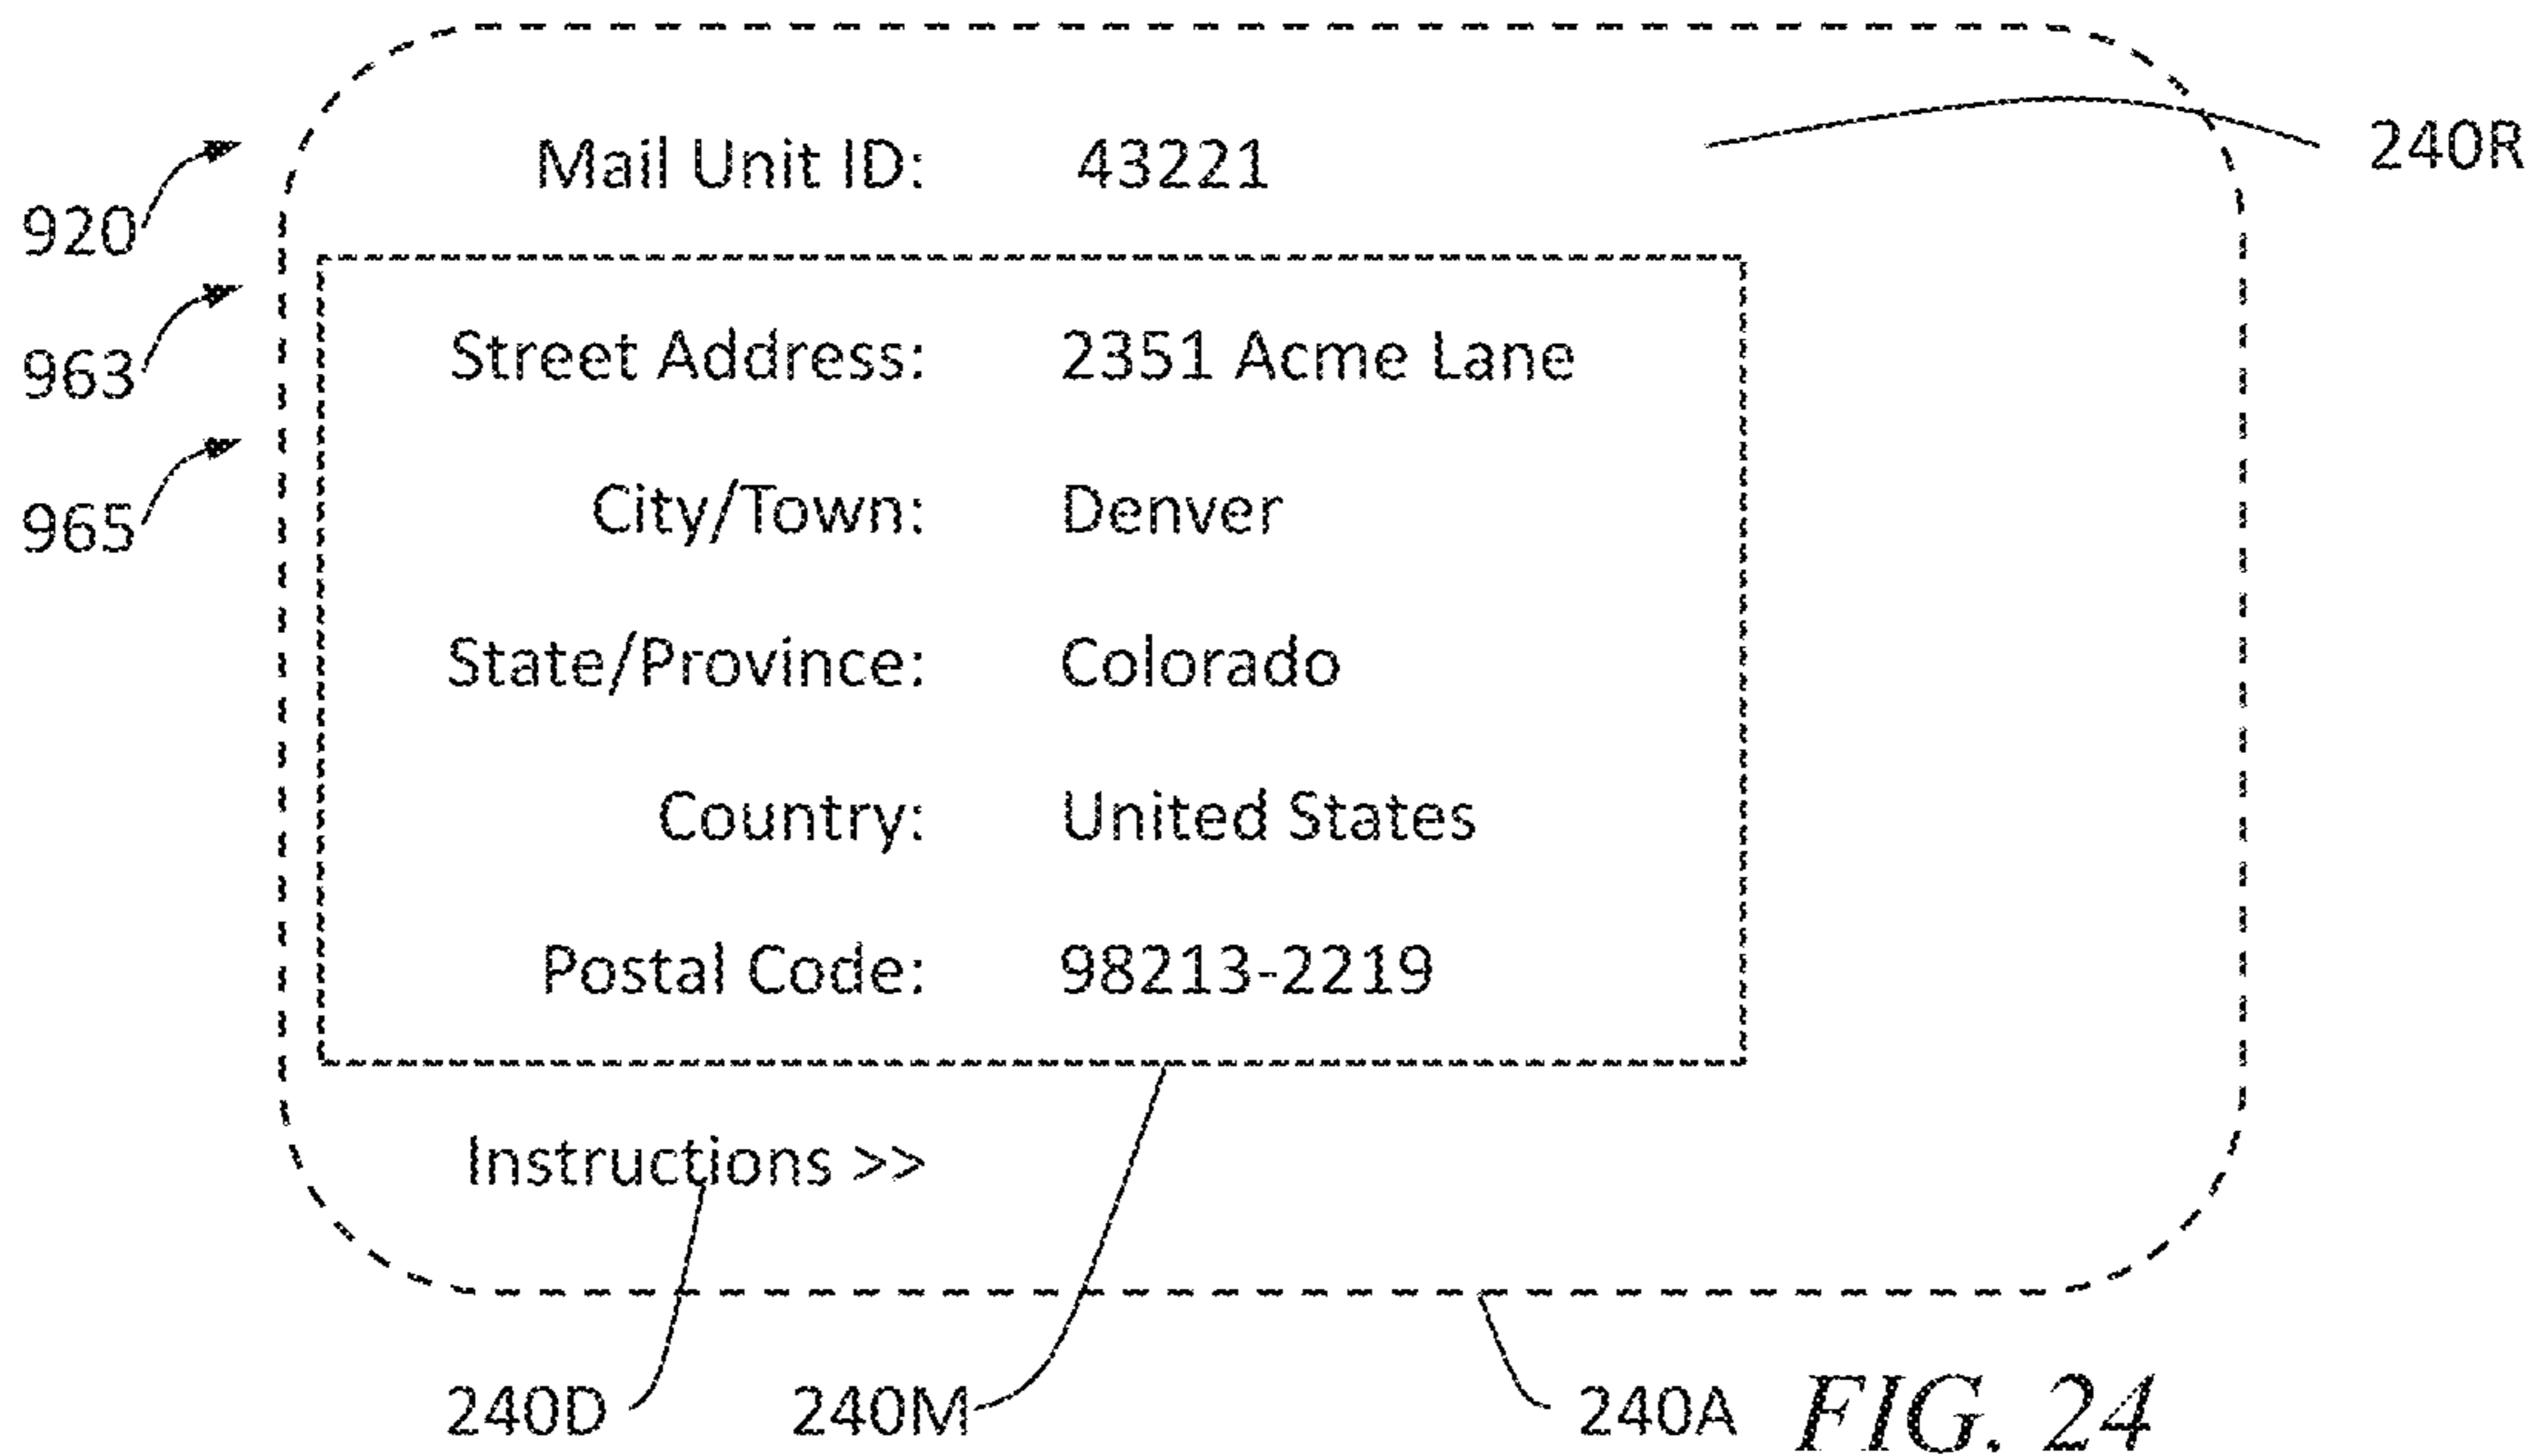 Mail Unit ID: 43221
240R
920
963
Street Address: 2351 Acme Lane
965
City/Town: Denver
State/Province: Colorado
Country: United States
Postal Code: 98213-2219
Instructions >>
240D 240M 240A FIG. 24